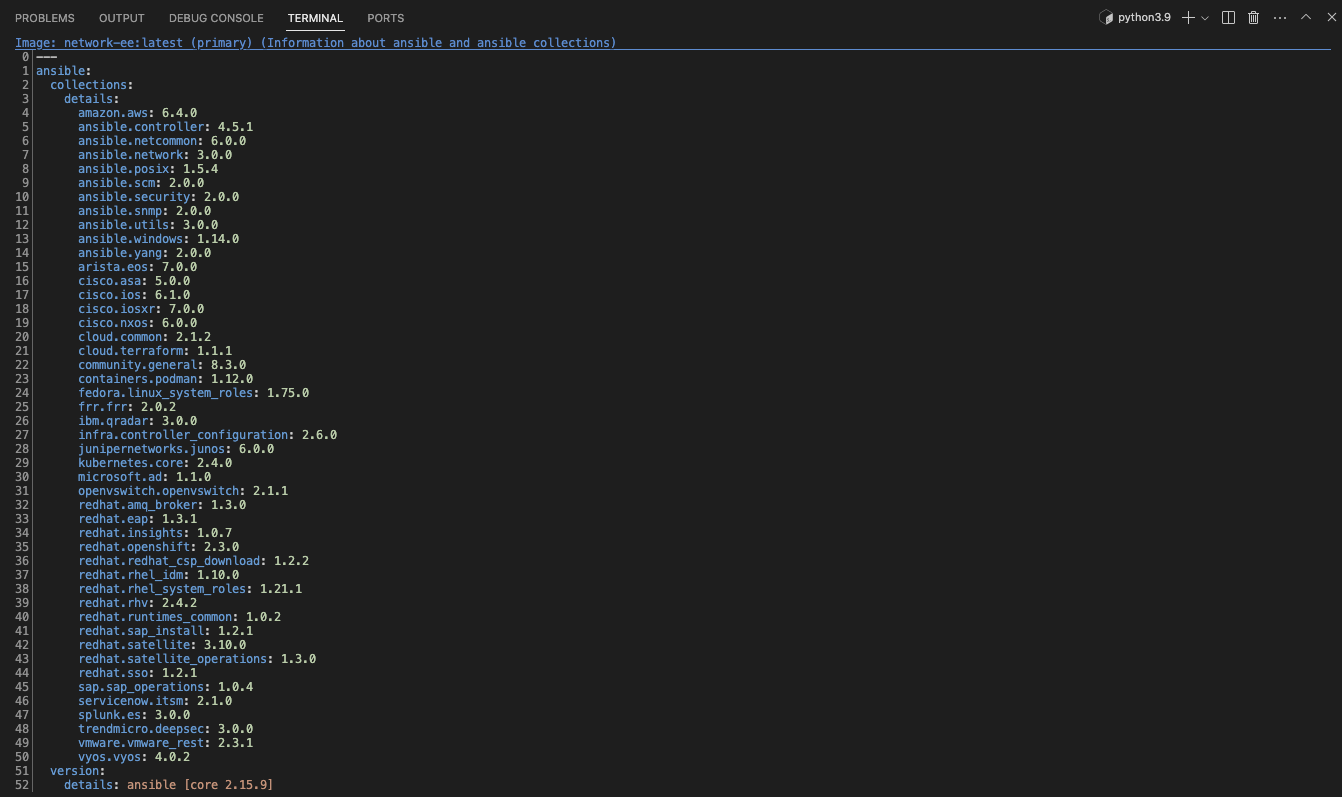 PROBLEMS OUTPUT DEBUG CONSOLE TERMINAL PORTS python3.9
Image: network-ee:latest (primary) (Information about ansible and ansible collections)
0 ---
1 ansible:
2 collections:
3 details:
4 amazon.aws: 6.4.0
5 ansible.controller: 4.5.1
6 ansible.netcommon: 6.0.0
7 ansible.network: 3.0.0
8 ansible.posix: 1.5.4
9 ansible.scm: 2.0.0
10 ansible.security: 2.0.0
11 ansible.snmp: 2.0.0
12 ansible.utils: 3.0.0
13 ansible.windows: 1.14.0
14 ansible.yang: 2.0.0
15 arista.eos: 7.0.0
16 cisco.asa: 5.0.0
17 cisco.ios: 6.1.0
18 cisco.iosxr: 7.0.0
19 cisco.nxos: 6.0.0
20 cloud.common: 2.1.2
21 cloud.terraform: 1.1.1
22 community.general: 8.3.0
23 containers.podman: 1.12.0
24 fedora.linux_system_roles: 1.75.0
25 frr.frr: 2.0.2
26 ibm.qradar: 3.0.0
27 infra.controller_configuration: 2.6.0
28 junipernetworks.junos: 6.0.0
29 kubernetes.core: 2.4.0
30 microsoft.ad: 1.1.0
31 openvswitch.openvswitch: 2.1.1
32 redhat.amq_broker: 1.3.0
33 redhat.eap: 1.3.1
34 redhat.insights: 1.0.7
35 redhat.openshift: 2.3.0
36 redhat.redhat_csp_download: 1.2.2
37 redhat.rhel_idm: 1.10.0
38 redhat.rhel_system_roles: 1.21.1
39 redhat.rhv: 2.4.2
40 redhat.runtimes_common: 1.0.2
41 redhat.sap_install: 1.2.1
42 redhat.satellite: 3.10.0
43 redhat.satellite_operations: 1.3.0
44 redhat.sso: 1.2.1
45 sap.sap_operations: 1.0.4
46 servicenow.itsm: 2.1.0
47 splunk.es: 3.0.0
48 trendmicro.deepsec: 3.0.0
49 vmware.vmware_rest: 2.3.1
50 vyos.vyos: 4.0.2
51 version:
52 details: ansible [core 2.15.9]